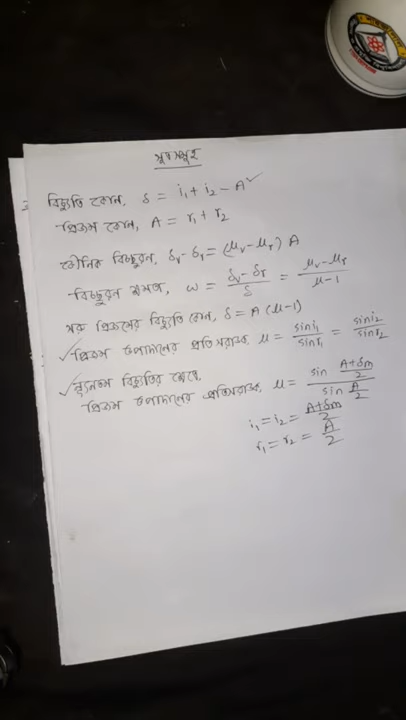 সূত্রসমূহ
বিচ্যুতি কোন, δ = i₁ + i₂ - A ✓
প্রিজম কোন, A = r₁ + r₂
কৌনিক বিচ্ছুরন, δᵥ - δᵣ = (μᵥ - μᵣ) A
বিচ্ছুরন ক্ষমতা, ω = (δᵥ - δᵣ)/δ = (μᵥ - μᵣ)/(μ - 1)
সরু প্রিজমের বিচ্যুতি কোন, δ = A (μ - 1)
✓ প্রিজম উপাদানের প্রতিসরাঙ্ক, μ = sin i₁/sin r₁ = sin i₂/sin r₂
✓ ন্যূনতম বিচ্যুতির ক্ষেত্রে,
প্রিজম উপাদানের প্রতিসরাঙ্ক, μ = sin (A+δm)/2 / sin A/2
i₁ = i₂ = (A+δm)/2
r₁ = r₂ = A/2